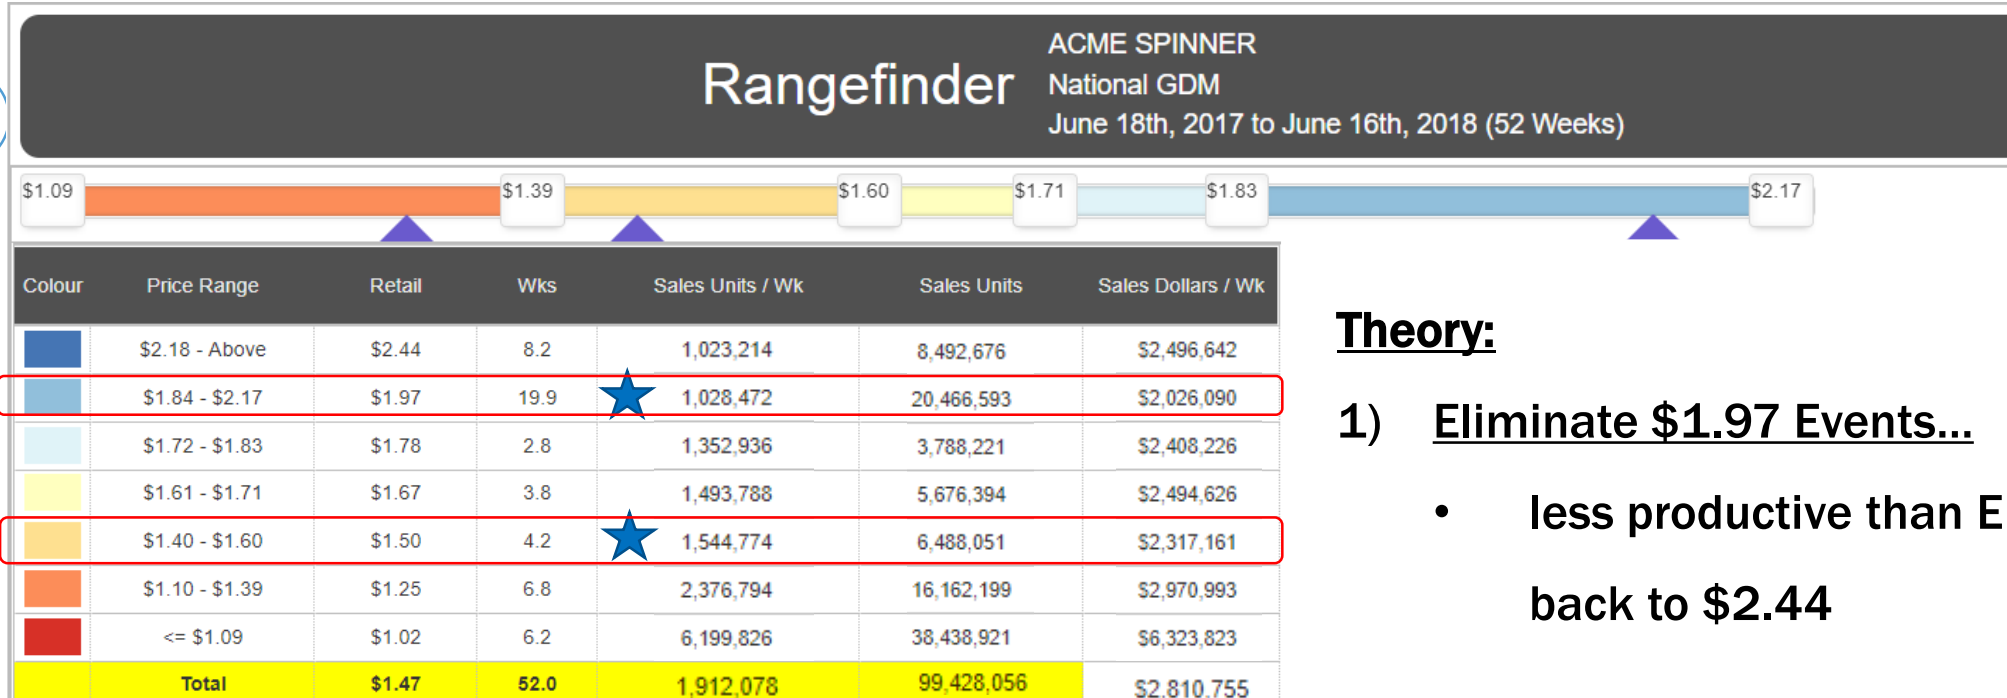 Rangefinder
ACME SPINNER
National GDM
June 18th, 2017 to June 16th, 2018 (52 Weeks)
$1.09 $1.39 $1.60 $1.71 $1.83 $2.17
Colour Price Range Retail Wks Sales Units / Wk Sales Units Sales Dollars / Wk
$2.18 - Above $2.44 8.2 1,023,214 8,492,676 $2,496,642
$1.84 - $2.17 $1.97 19.9 1,028,472 20,466,593 $2,026,090
$1.72 - $1.83 $1.78 2.8 1,352,936 3,788,221 $2,408,226
$1.61 - $1.71 $1.67 3.8 1,493,788 5,676,394 $2,494,626
$1.40 - $1.60 $1.50 4.2 1,544,774 6,488,051 $2,317,161
$1.10 - $1.39 $1.25 6.8 2,376,794 16,162,199 $2,970,993
<= $1.09 $1.02 6.2 6,199,826 38,438,921 $6,323,823
Total $1.47 52.0 1,912,078 99,428,056 $2,810,755
Theory:
1) Eliminate $1.97 Events...
• less productive than E
back to $2.44